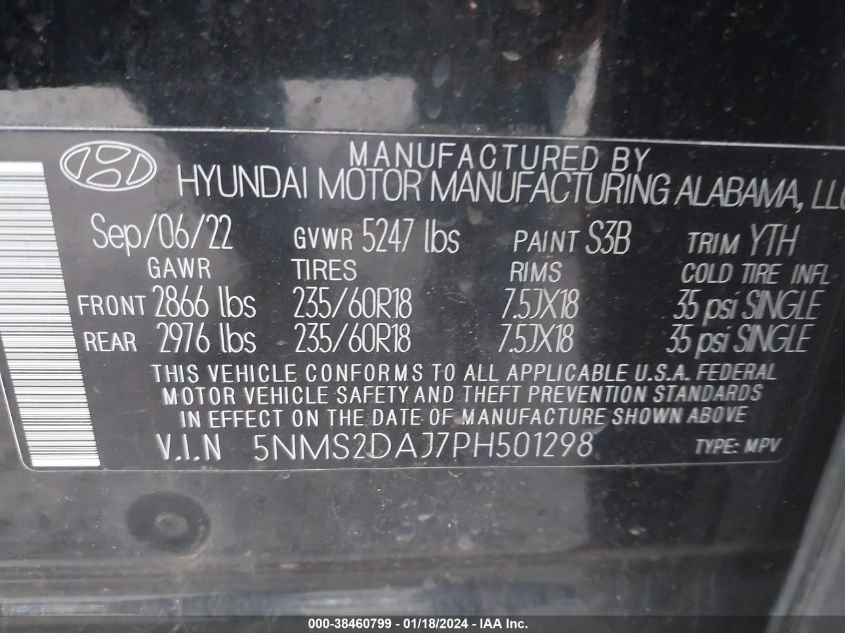 MANUFACTURED BY
HYUNDAI MOTOR MANUFACTURING ALABAMA, LLC
Sep/06/22 GVWR 5247 lbs PAINT S3B TRIM YTH
GAWR TIRES RIMS COLD TIRE INFL
FRONT 2866 lbs 235/60R18 7.5JX18 35 psi SINGLE
REAR 2976 lbs 235/60R18 7.5JX18 35 psi SINGLE
THIS VEHICLE CONFORMS TO ALL APPLICABLE U.S.A. FEDERAL
MOTOR VEHICLE SAFETY AND THEFT PREVENTION STANDARDS
IN EFFECT ON THE DATE OF MANUFACTURE SHOWN ABOVE
V.I.N 5NMS2DAJ7PH501298 TYPE: MPV
000-38460799 - 01/18/2024 - IAA Inc.